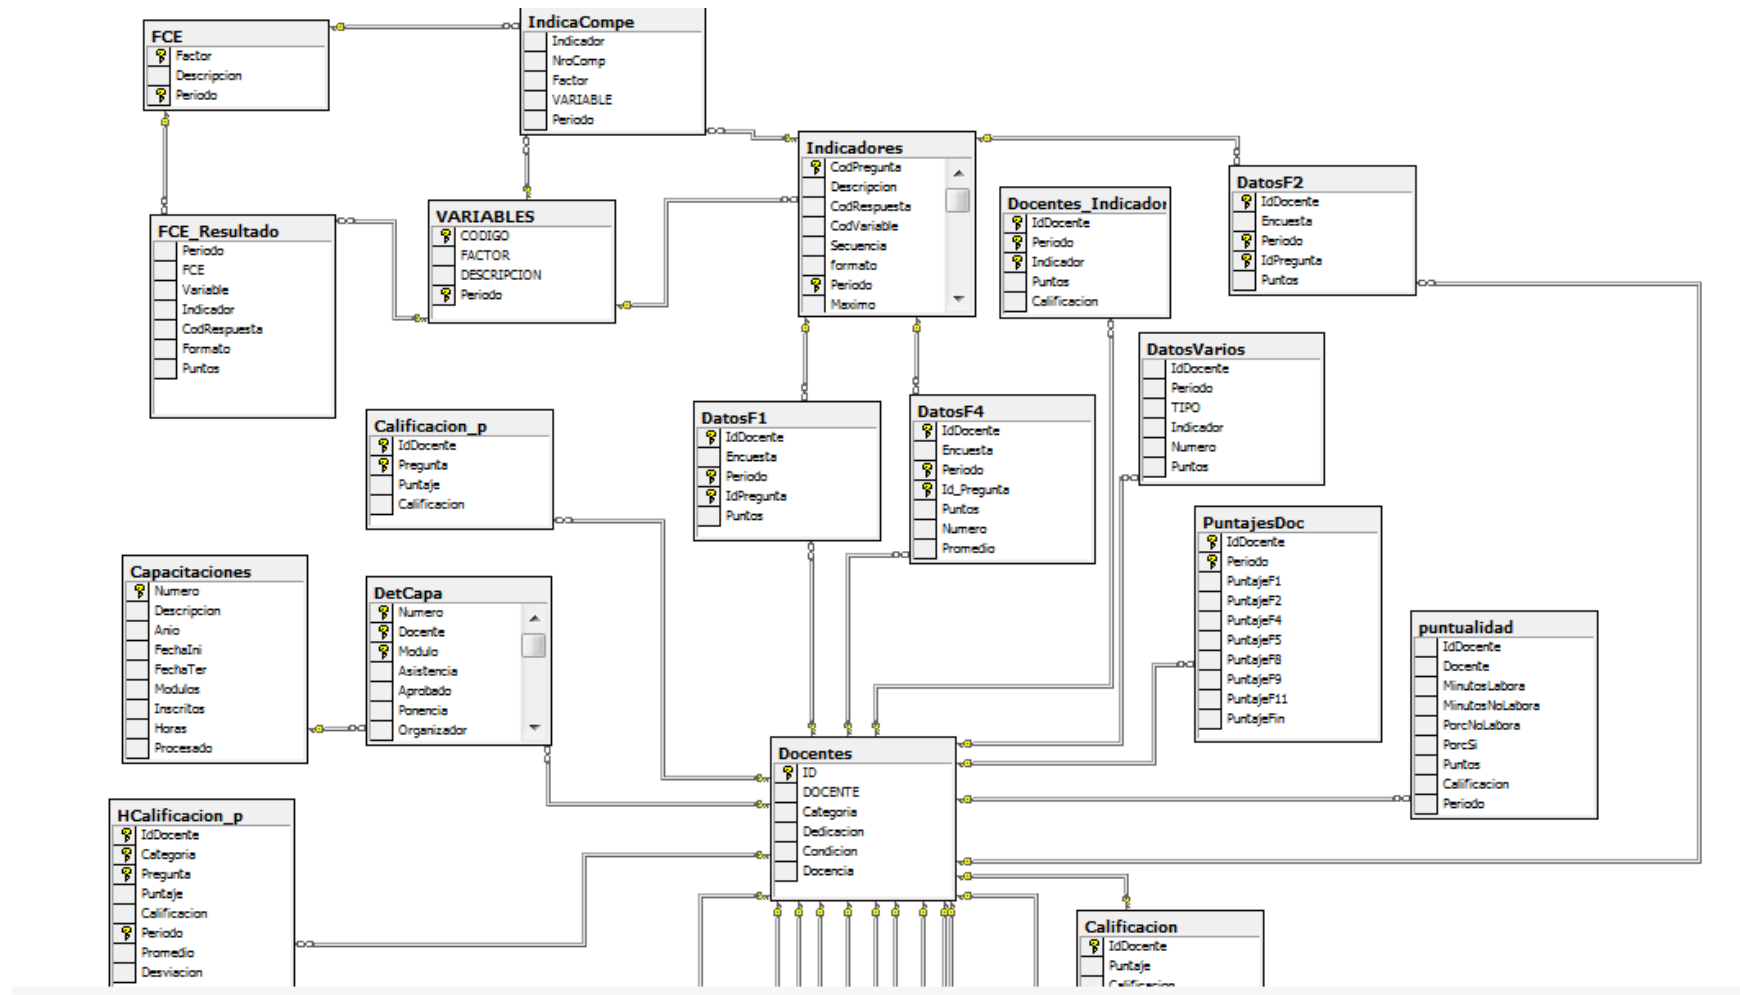 FCE
Factor
Descripcion
Periodo
IndicaCompe
Indicador
NroComp
Factor
VARIABLE
Periodo
Indicadores
CodPregunta
Descripcion
CodRespuesta
CodVariable
Secuencia
formato
Periodo
Maximo
DatosF2
IdDocente
Encuesta
Periodo
IdPregunta
Puntos
Docentes_Indicador
IdDocente
Periodo
Indicador
Puntos
Calificacion
VARIABLES
CODIGO
FACTOR
DESCRIPCION
Periodo
FCE_Resultado
Periodo
FCE
Variable
Indicador
CodRespuesta
Formato
Puntos
DatosVarios
IdDocente
Periodo
TIPO
Indicador
Numero
Puntos
Calificacion_p
IdDocente
Pregunta
Puntaje
Calificacion
DatosF1
IdDocente
Encuesta
Periodo
IdPregunta
Puntos
DatosF4
IdDocente
Encuesta
Periodo
Id_Pregunta
Puntos
Numero
Promedio
PuntajesDoc
IdDocente
Periodo
PuntajeF1
PuntajeF2
PuntajeF4
PuntajeF5
PuntajeF8
PuntajeF9
PuntajeF11
PuntajeFin
Capacitaciones
Numero
Descripcion
Anio
FechaIni
FechaTer
Modulos
Inscritos
Horas
Procesado
DetCapa
Numero
Docente
Modulo
Asistencia
Aprobado
Ponencia
Organizador
puntualidad
IdDocente
Docente
MinutosLabora
MinutosNoLabora
PorcNoLabora
PorcSi
Puntos
Calificacion
Periodo
Docentes
ID
DOCENTE
Categoria
Dedicacion
Condicion
Docencia
HCalificacion_p
IdDocente
Categoria
Pregunta
Puntaje
Calificacion
Periodo
Promedio
Desviacion
Calificacion
IdDocente
Puntaje
Calificacion